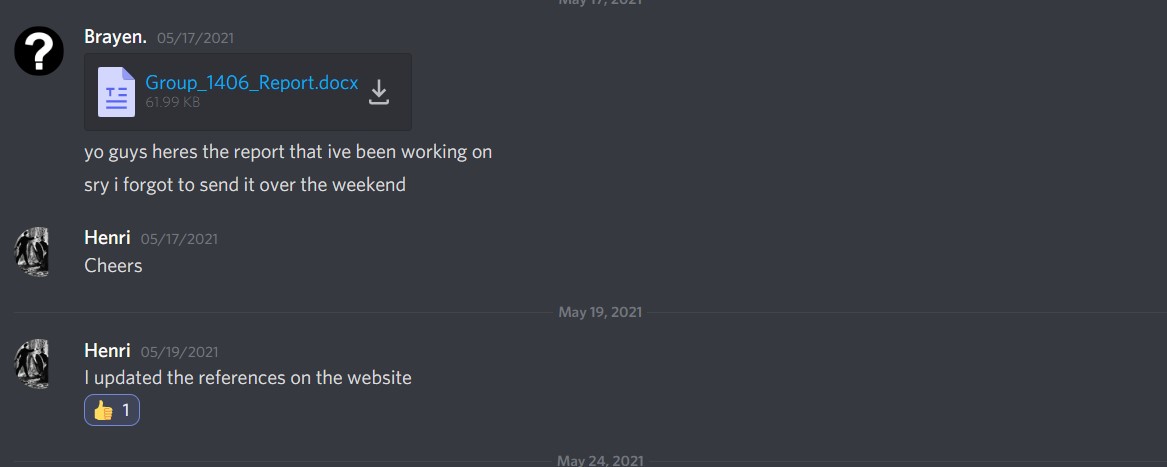 May 17, 2021
Brayen. 05/17/2021
Group_1406_Report.docx
61.99 KB
yo guys heres the report that ive been working on
sry i forgot to send it over the weekend
Henri 05/17/2021
Cheers
May 19, 2021
Henri 05/19/2021
I updated the references on the website
👍 1
May 24, 2021